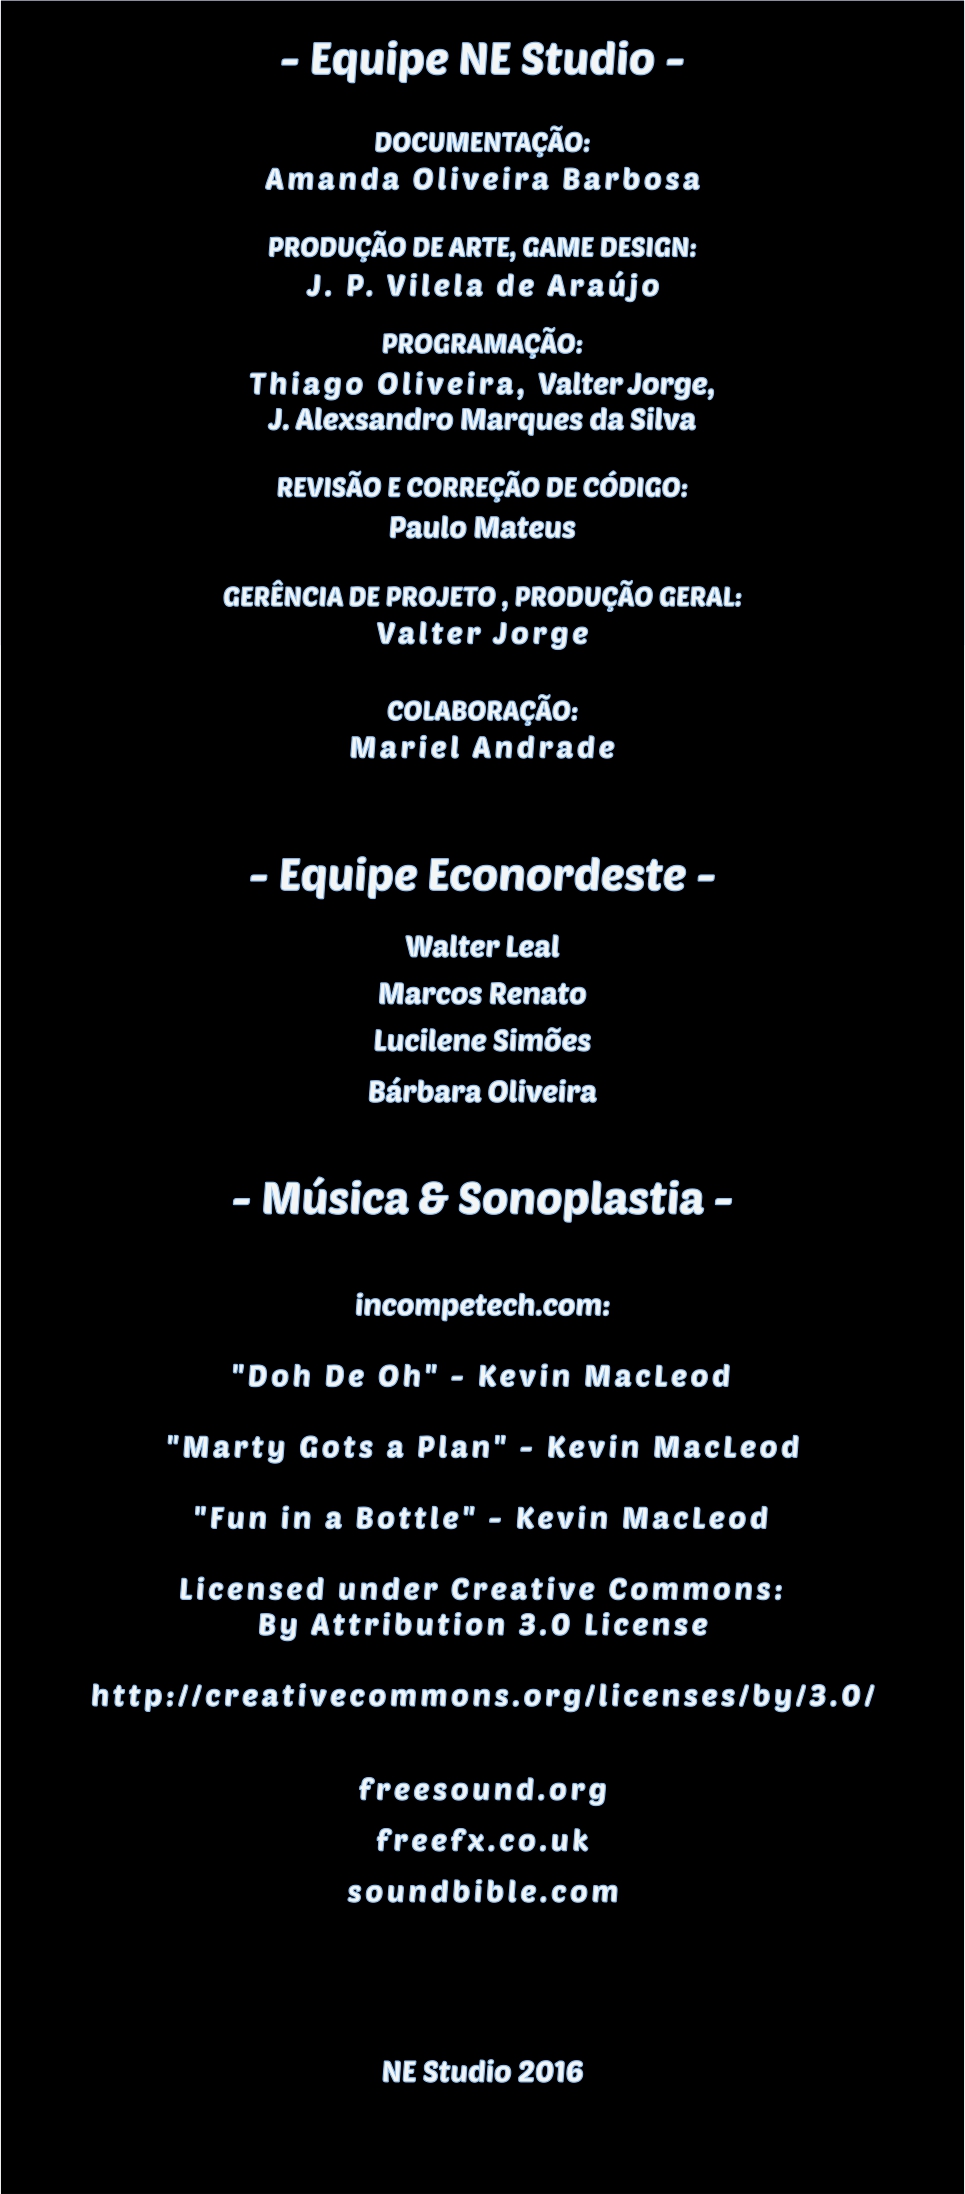 - Equipe NE Studio -
DOCUMENTAÇÃO:
Amanda Oliveira Barbosa
PRODUÇÃO DE ARTE, GAME DESIGN:
J. P. Vilela de Araújo
PROGRAMAÇÃO:
Thiago Oliveira, Valter Jorge,
J. Alexsandro Marques da Silva
REVISÃO E CORREÇÃO DE CÓDIGO:
Paulo Mateus
GERÊNCIA DE PROJETO , PRODUÇÃO GERAL:
Valter Jorge
COLABORAÇÃO:
Mariel Andrade
- Equipe Econordeste -
Walter Leal
Marcos Renato
Lucilene Simões
Bárbara Oliveira
- Música & Sonoplastia -
incompetech.com:
"Doh De Oh" - Kevin MacLeod
"Marty Gots a Plan" - Kevin MacLeod
"Fun in a Bottle" - Kevin MacLeod
Licensed under Creative Commons:
By Attribution 3.0 License
http://creativecommons.org/licenses/by/3.0/
freesound.org
freefx.co.uk
soundbible.com
NE Studio 2016